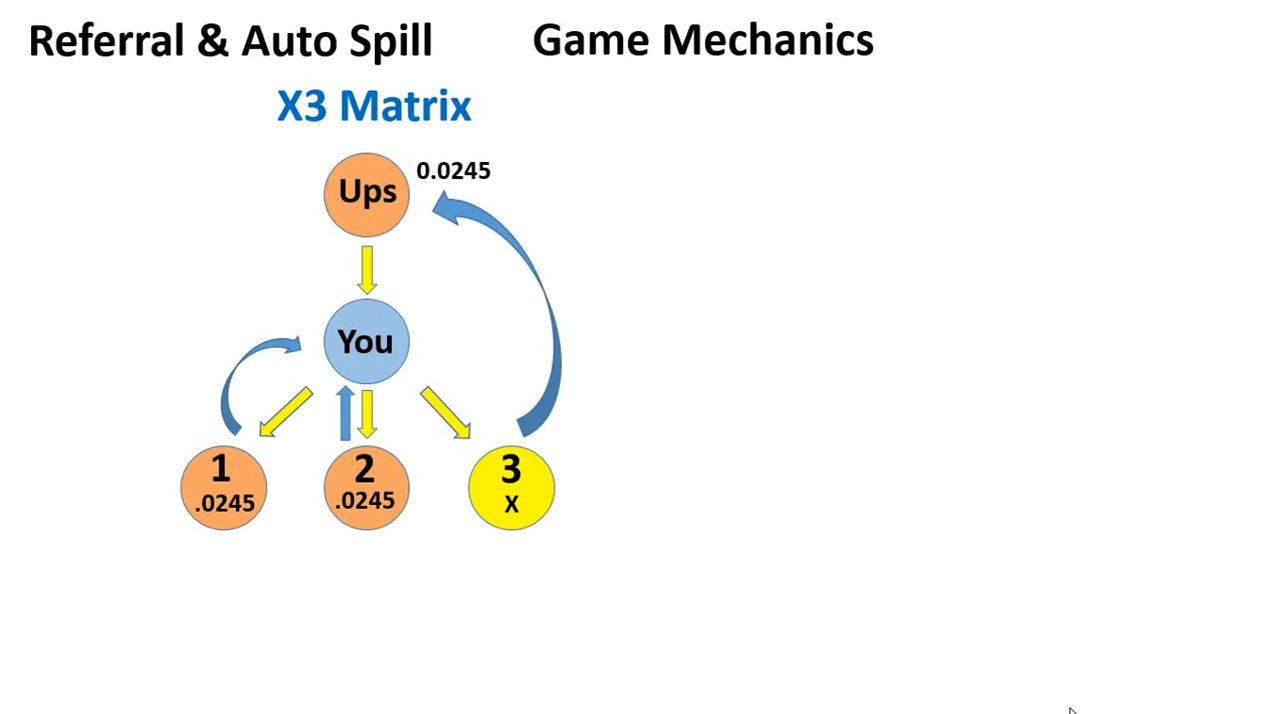 Referral & Auto Spill Game Mechanics
X3 Matrix
Ups 0.0245
You
1 2 3
.0245 .0245 X